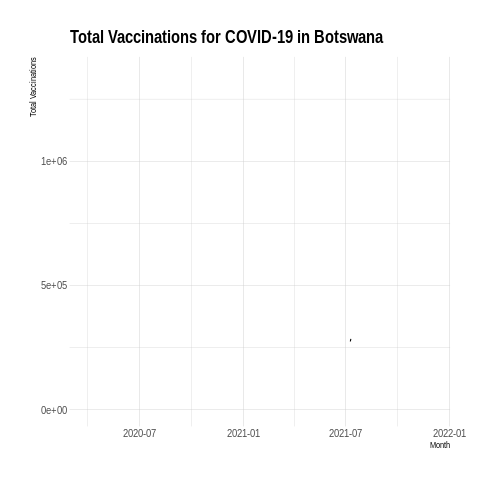 Total Vaccinations for COVID-19 in Botswana
Total Vaccinations
1e+06
5e+05
0e+00
2020-07
2021-01
2021-07
2022-01
Month